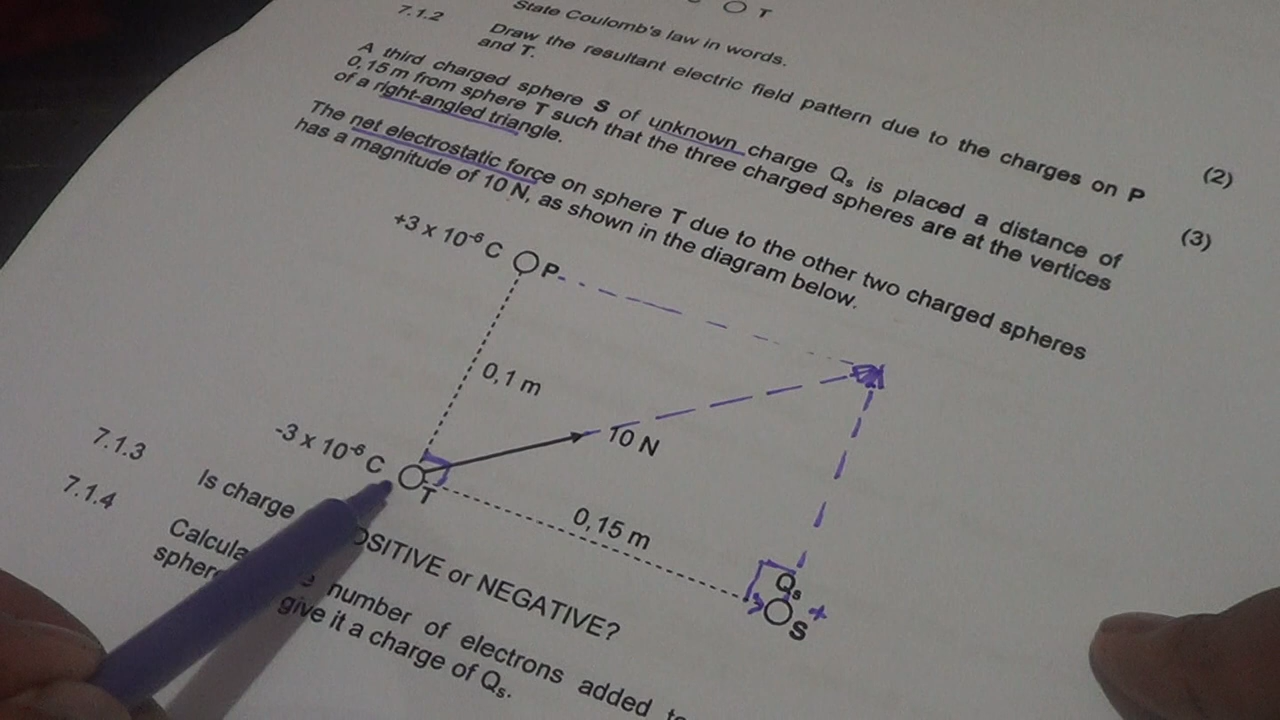 T
7.1.2 State Coulomb's law in words.
Draw the resultant electric field pattern due to the charges on P
and T.
(2)
A third charged sphere S of unknown charge Qs is placed a distance of
0,15 m from sphere T such that the three charged spheres are at the vertices
of a right-angled triangle.
(3)
The net electrostatic force on sphere T due to the other two charged spheres
has a magnitude of 10 N, as shown in the diagram below.
+3 x 10-6 C
P
0,1 m
10 N
-3 x 10-6 C
T
0,15 m
Qs
+
S
7.1.3 Is charge OSITIVE or NEGATIVE?
7.1.4 number of electrons added
give it a charge of Qs.